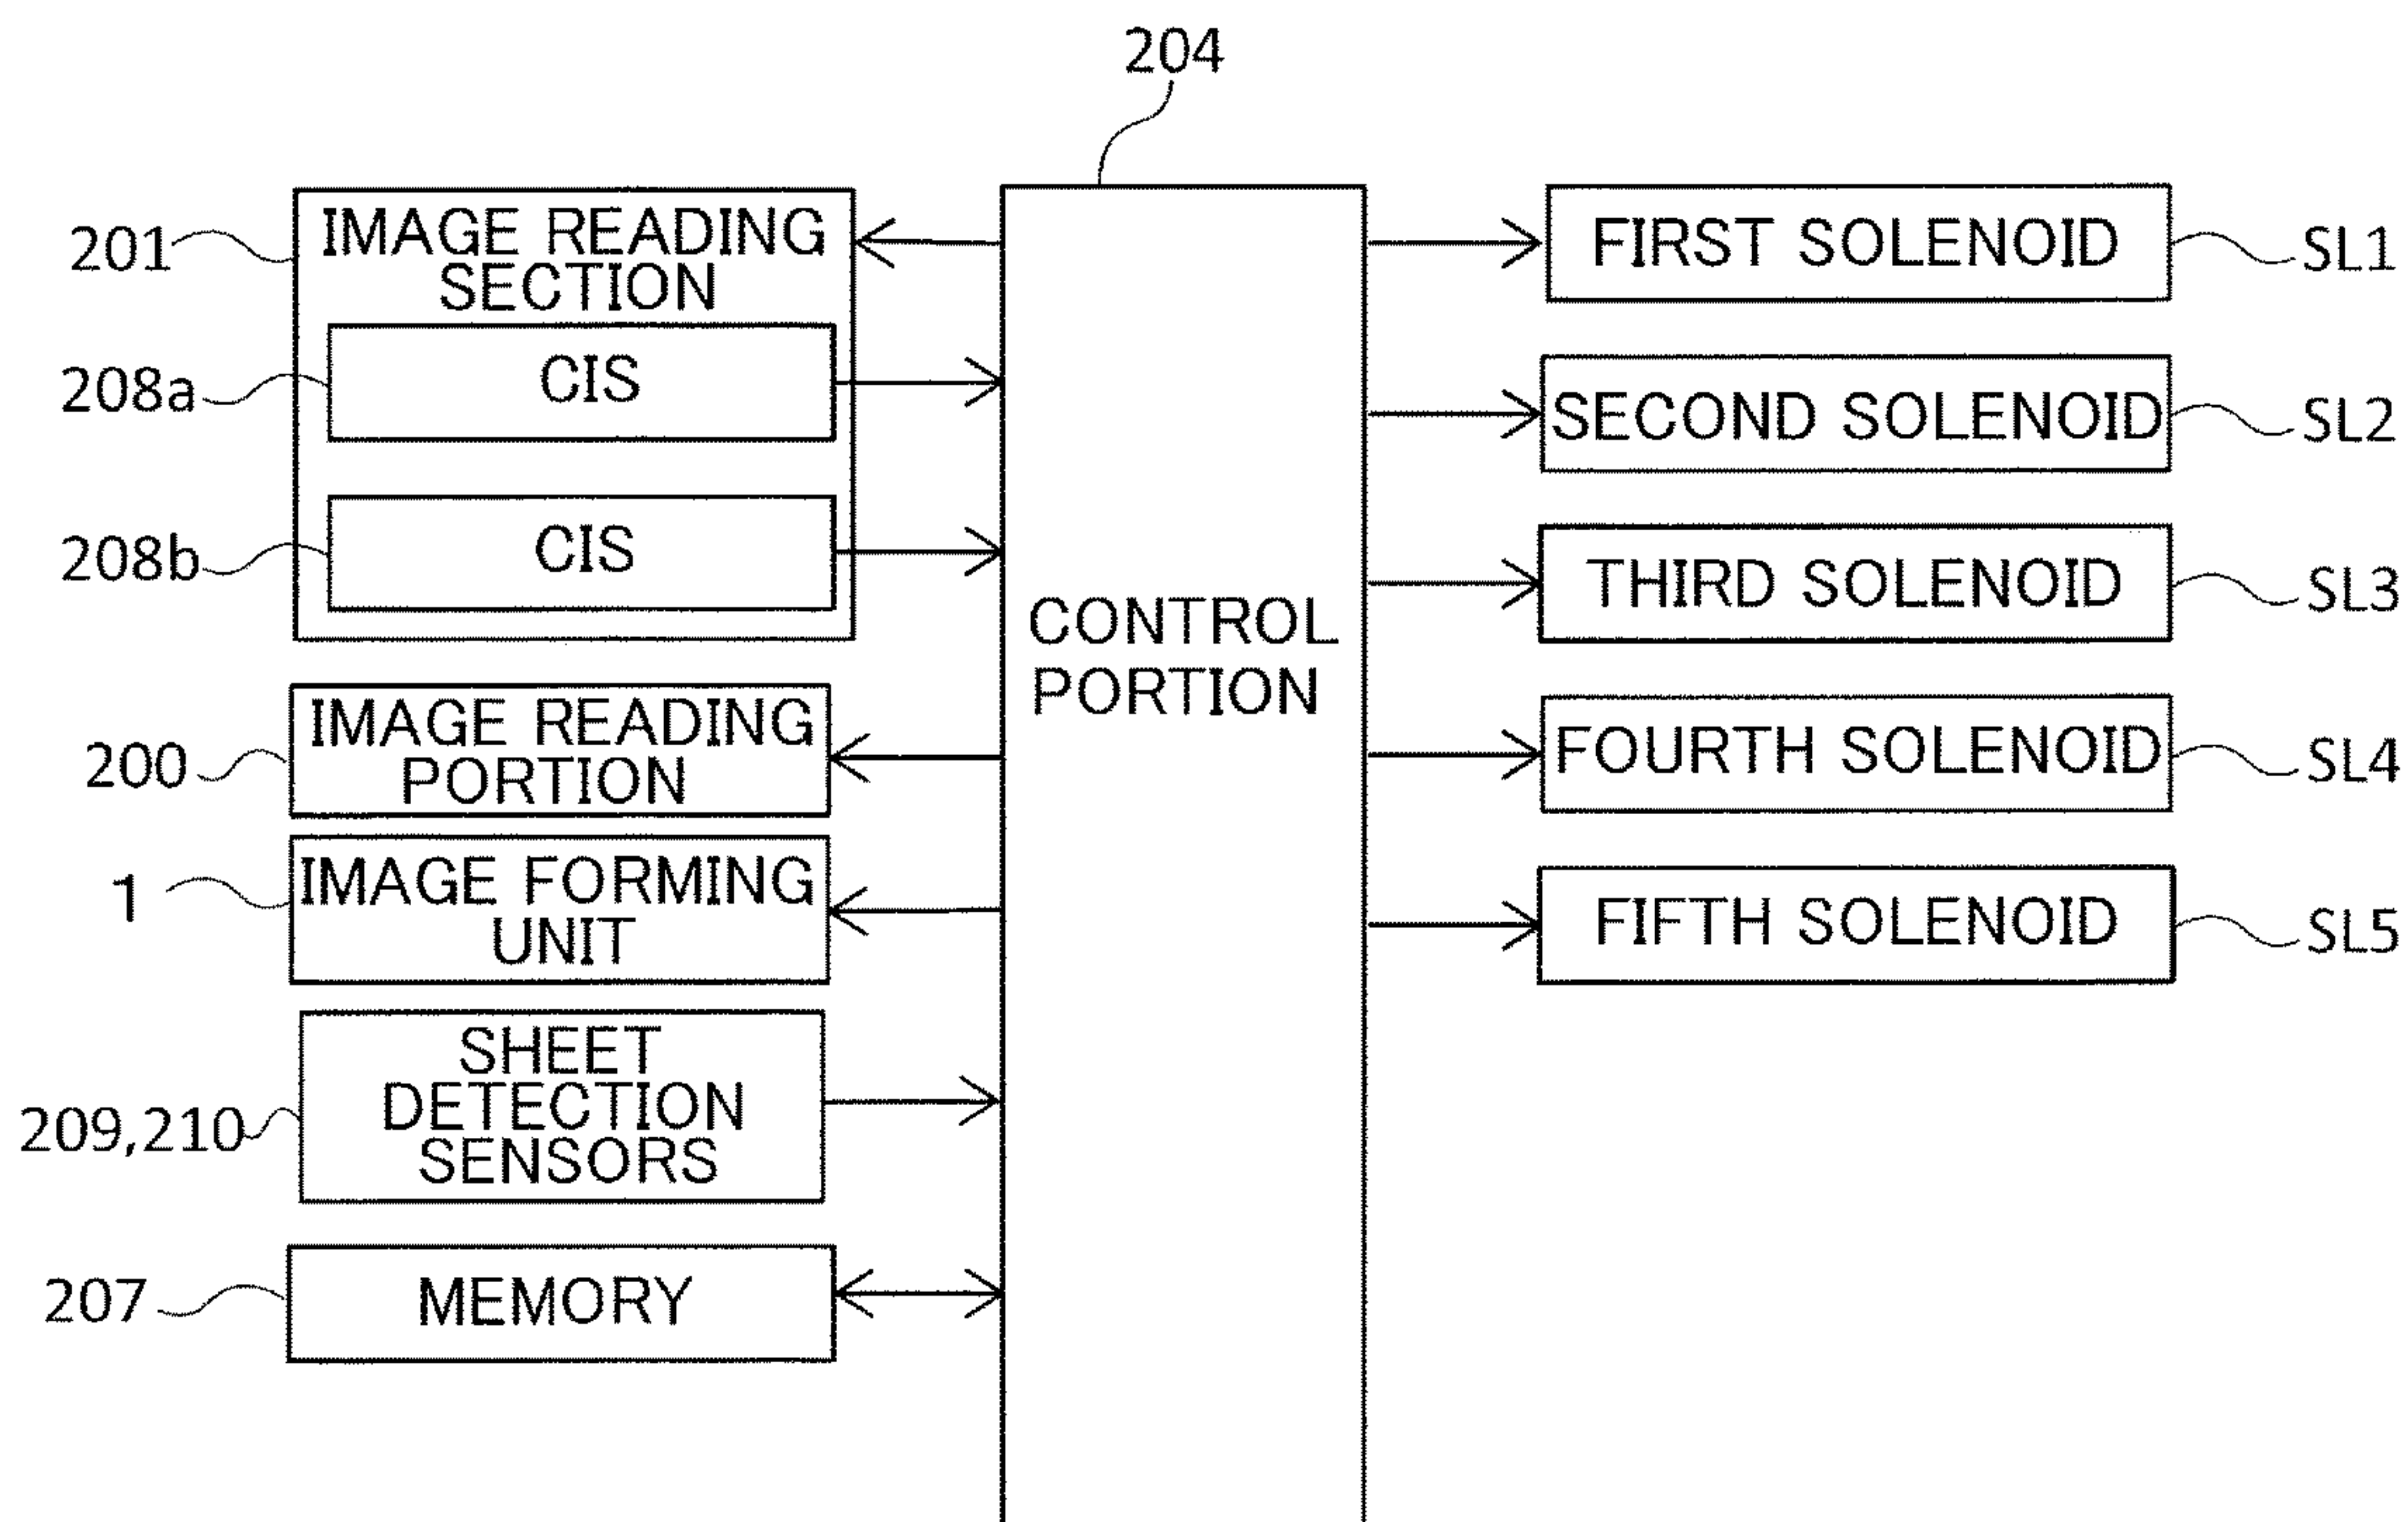 204
201
IMAGE READING
SECTION
208a
CIS
208b
CIS
200
IMAGE READING
PORTION
1
IMAGE FORMING
UNIT
209,210
SHEET
DETECTION
SENSORS
207
MEMORY
CONTROL
PORTION
FIRST SOLENOID
SL1
SECOND SOLENOID
SL2
THIRD SOLENOID
SL3
FOURTH SOLENOID
SL4
FIFTH SOLENOID
SL5